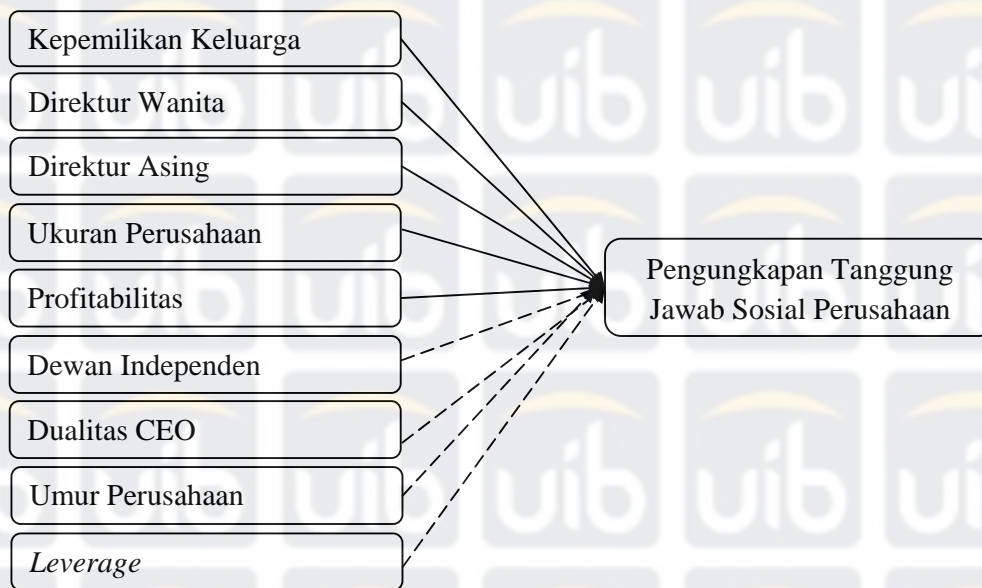 Kepemilikan Keluarga
Direktur Wanita
Direktur Asing
Ukuran Perusahaan
Profitabilitas
Dewan Independen
Dualitas CEO
Umur Perusahaan
Leverage
Pengungkapan Tanggung
Jawab Sosial Perusahaan
uib